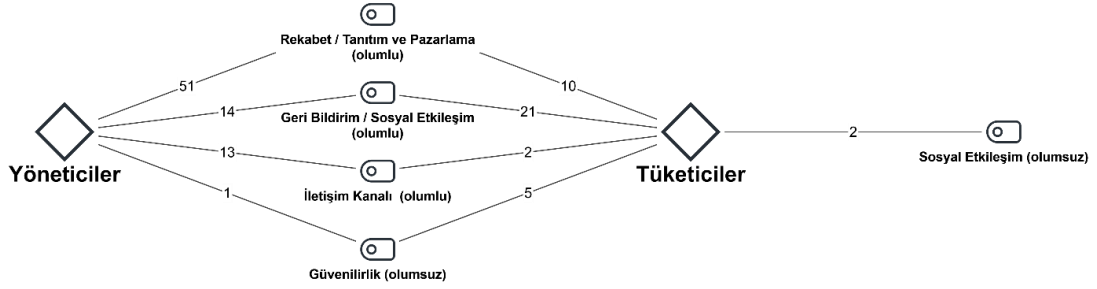 Rekabet / Tanıtım ve Pazarlama
(olumlu)
51
10
14
21
Geri Bildirim / Sosyal Etkileşim
(olumlu)
2
Sosyal Etkileşim (olumsuz)
13
2
Yöneticiler
Tüketiciler
İletişim Kanalı (olumlu)
1
5
Güvenilirlik (olumsuz)